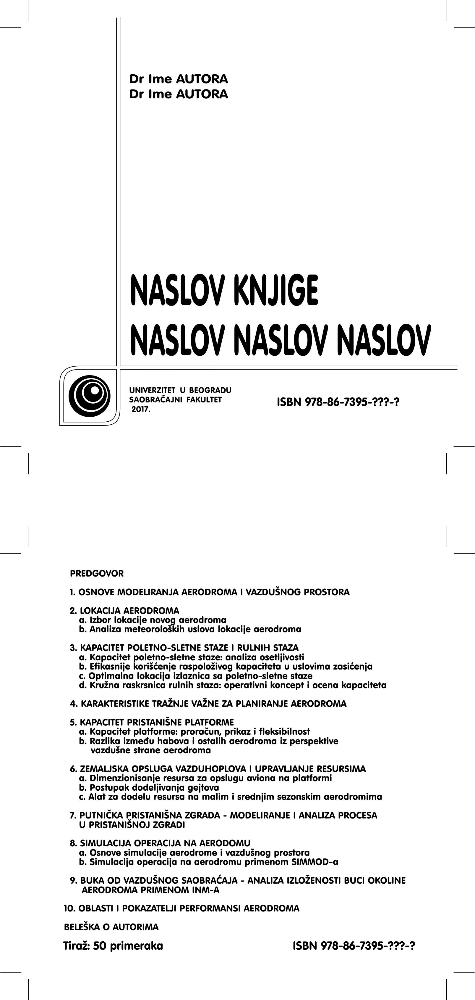 Dr Ime AUTORA
Dr Ime AUTORA
NASLOV KNJIGE
NASLOV NASLOV NASLOV
UNIVERZITET U BEOGRADU
SAOBRAĆAJNI FAKULTET
2017.
ISBN 978-86-7395-???-?
PREDGOVOR
1. OSNOVE MODELIRANJA AERODROMA I VAZDUŠNOG PROSTORA
2. LOKACIJA AERODROMA
a. Izbor lokacije novog aerodroma
b. Analiza meteoroloških uslova lokacije aerodroma
3. KAPACITET POLETNO-SLETNE STAZE I RULNIH STAZA
a. Kapacitet poletno-sletne staze: analiza osetljivosti
b. Efikasnije korišćenje raspoloživog kapaciteta u uslovima zasićenja
c. Optimalna lokacija izlaznica sa poletno-sletne staze
d. Kružna raskrsnica rulnih staza: operativni koncept i ocena kapaciteta
4. KARAKTERISTIKE TRAŽNJE VAŽNE ZA PLANIRANJE AERODROMA
5. KAPACITET PRISTANIŠNE PLATFORME
a. Kapacitet platforme: proračun, prikaz i fleksibilnost
b. Razlika između habova i ostalih aerodroma iz perspektive
vazdušne strane aerodroma
6. ZEMALJSKA OPSLUGA VAZDUHOPLOVA I UPRAVLJANJE RESURSIMA
a. Dimenzionisanje resursa za opslugu aviona na platformi
b. Postupak dodeljivanja gejtova
c. Alat za dodelu resursa na malim i srednjim sezonskim aerodromima
7. PUTNIČKA PRISTANIŠNA ZGRADA - MODELIRANJE I ANALIZA PROCESA
U PRISTANIŠNOJ ZGRADI
8. SIMULACIJA OPERACIJA NA AERODOMU
a. Osnove simulacije aerodrome i vazdušnog prostora
b. Simulacija operacija na aerodromu primenom SIMMOD-a
9. BUKA OD VAZDUŠNOG SAOBRAĆAJA - ANALIZA IZLOŽENOSTI BUCI OKOLINE
AERODROMA PRIMENOM INM-A
10. OBLASTI I POKAZATELJI PERFORMANSI AERODROMA
BELEŠKA O AUTORIMA
Tiraž: 50 primeraka
ISBN 978-86-7395-???-?